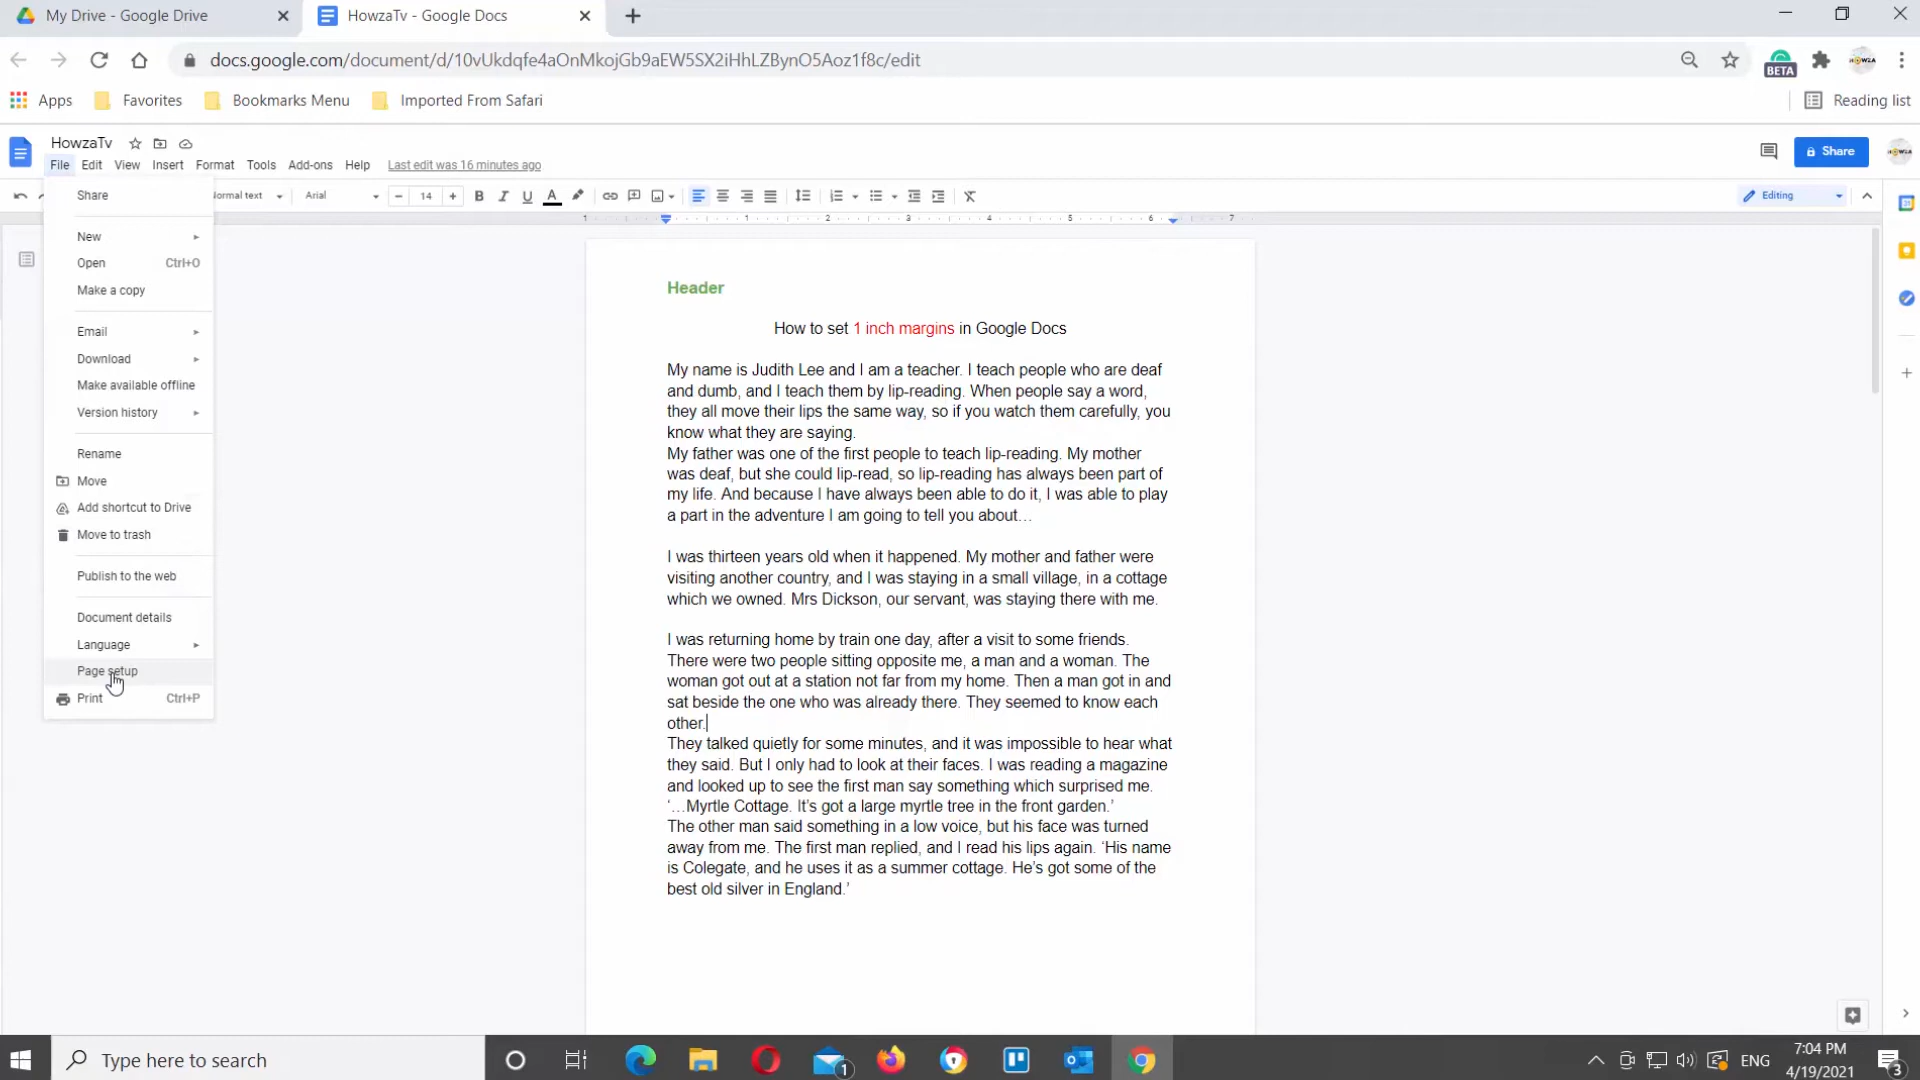 My Drive - Google Drive
HowzaTv - Google Docs
docs.google.com/document/d/10vUkdqfe4aOnMkojGb9aEW5SX2iHhLZBynO5Aoz1f8c/edit
BETA
Apps
Favorites
Bookmarks Menu
Imported From Safari
Reading list
HowzaTv
File Edit View Insert Format Tools Add-ons Help Last edit was 16 minutes ago
Share
Normal text Arial 14
Editing
1 1 2 3 4 5 6 7
Share
New
Open Ctrl+O
Make a copy
Email
Download
Make available offline
Version history
Rename
Move
Add shortcut to Drive
Move to trash
Publish to the web
Document details
Language
Page setup
Print Ctrl+P
Header
How to set 1 inch margins in Google Docs
My name is Judith Lee and I am a teacher. I teach people who are deaf
and dumb, and I teach them by lip-reading. When people say a word,
they all move their lips the same way, so if you watch them carefully, you
know what they are saying.
My father was one of the first people to teach lip-reading. My mother
was deaf, but she could lip-read, so lip-reading has always been part of
my life. And because I have always been able to do it, I was able to play
a part in the adventure I am going to tell you about…
I was thirteen years old when it happened. My mother and father were
visiting another country, and I was staying in a small village, in a cottage
which we owned. Mrs Dickson, our servant, was staying there with me.
I was returning home by train one day, after a visit to some friends.
There were two people sitting opposite me, a man and a woman. The
woman got out at a station not far from my home. Then a man got in and
sat beside the one who was already there. They seemed to know each
other.
They talked quietly for some minutes, and it was impossible to hear what
they said. But I only had to look at their faces. I was reading a magazine
and looked up to see the first man say something which surprised me.
‘…Myrtle Cottage. It’s got a large myrtle tree in the front garden.’
The other man said something in a low voice, but his face was turned
away from me. The first man replied, and I read his lips again. ‘His name
is Colegate, and he uses it as a summer cottage. He’s got some of the
best old silver in England.’
Type here to search
1
ENG
7:04 PM
4/19/2021
3